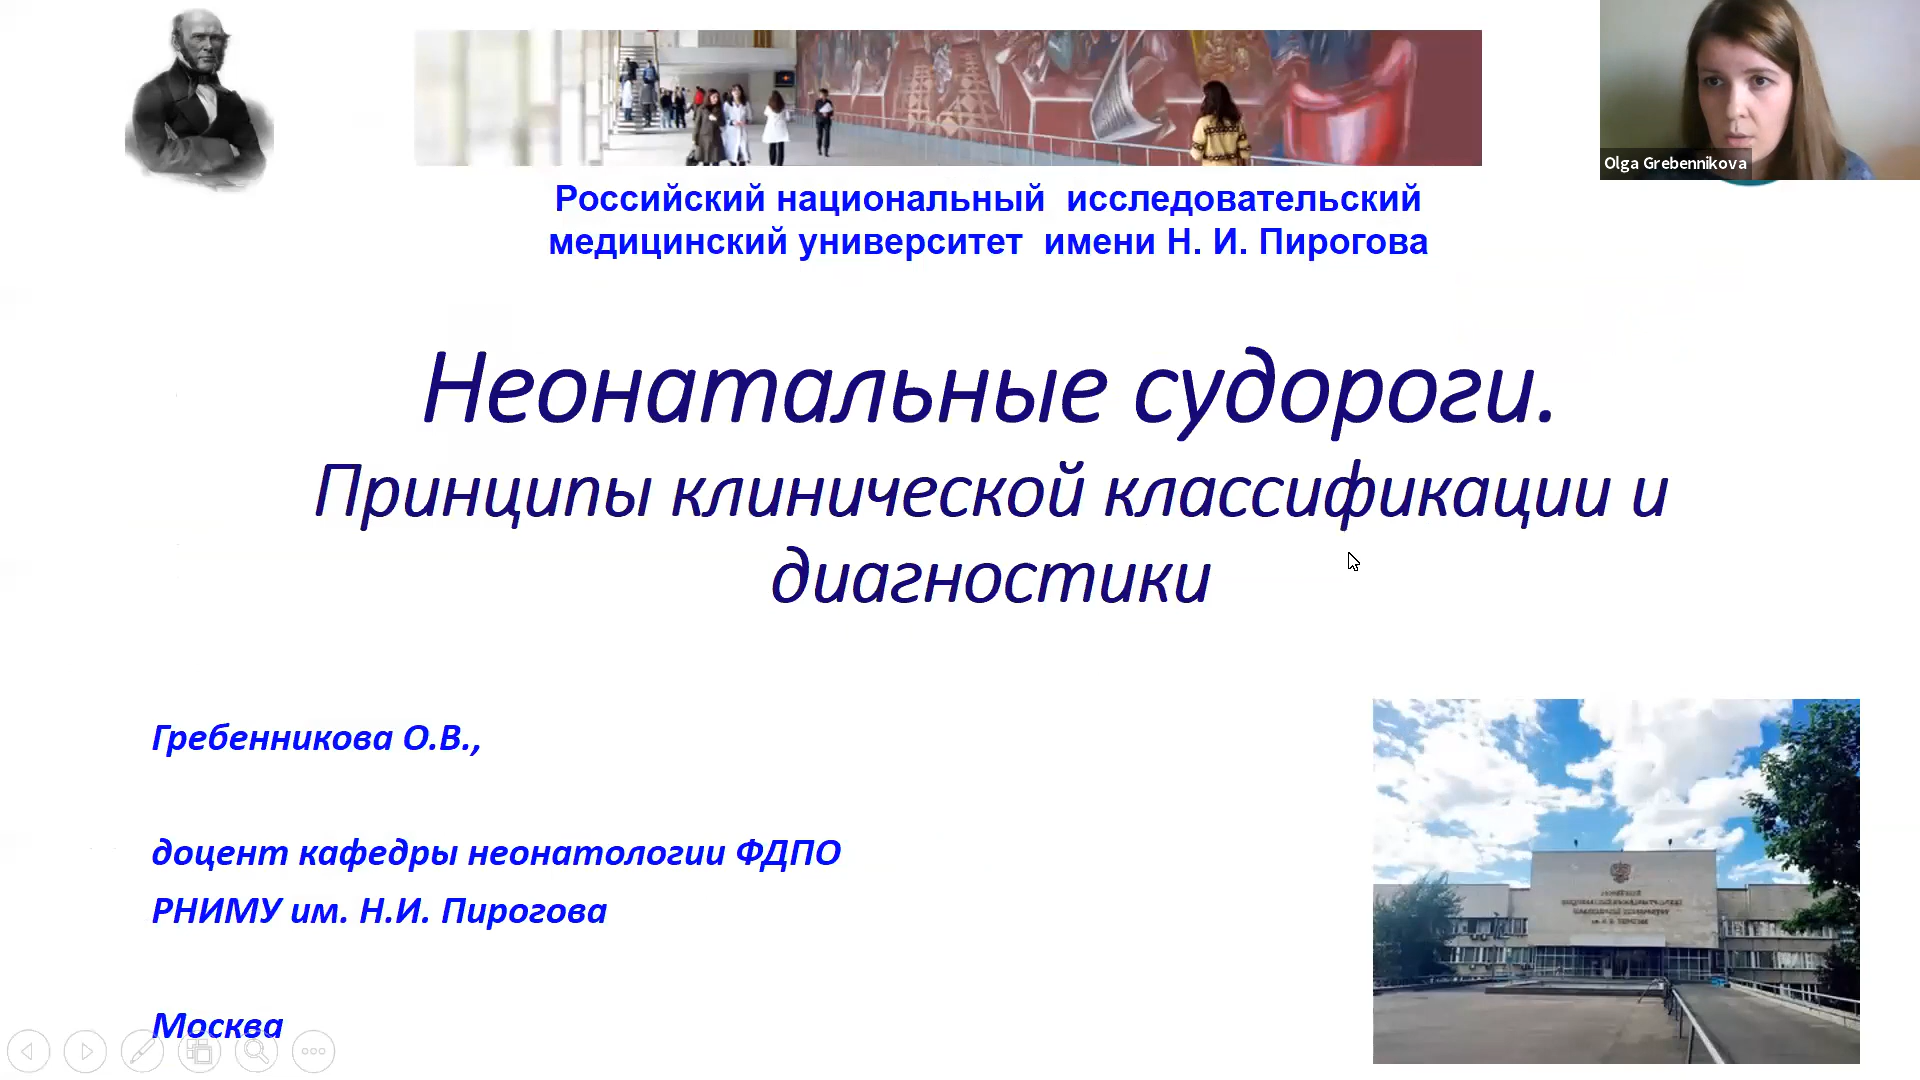 Olga Grebennikova
Российский национальный исследовательский
медицинский университет имени Н. И. Пирогова
Неонатальные судороги.
Принципы клинической классификации и
диагностики
Гребенникова О.В.,
доцент кафедры неонатологии ФДПО
РНИМУ им. Н.И. Пирогова
Москва